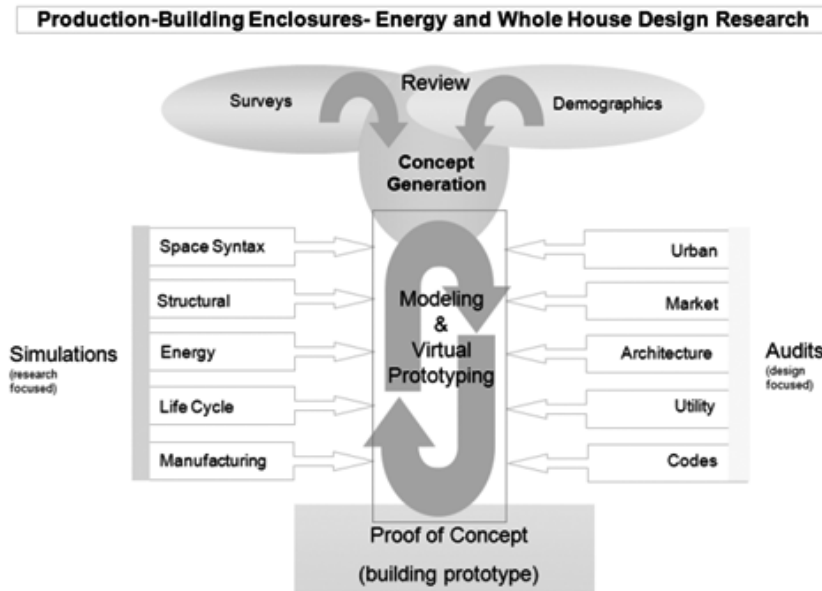 Production-Building Enclosures- Energy and Whole House Design Research
Review
Surveys
Demographics
Concept
Generation
Space Syntax
Structural
Energy
Life Cycle
Manufacturing
Simulations
(research
focused)
Modeling
&
Virtual
Prototyping
Urban
Market
Architecture
Utility
Codes
Audits
(design
focused)
Proof of Concept
(building prototype)